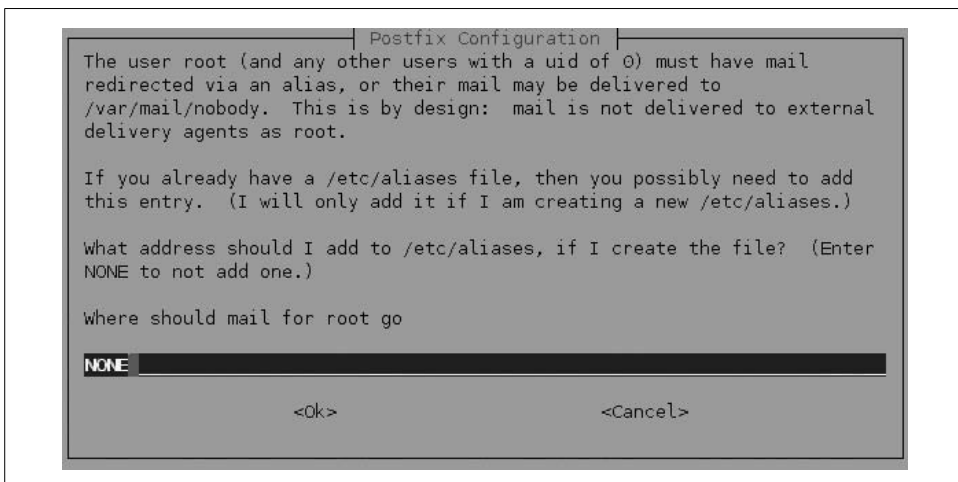 Postfix Configuration
The user root (and any other users with a uid of 0) must have mail
redirected via an alias, or their mail may be delivered to
/var/mail/nobody.  This is by design:  mail is not delivered to external
delivery agents as root.
If you already have a /etc/aliases file, then you possibly need to add
this entry.  (I will only add it if I am creating a new /etc/aliases.)
What address should I add to /etc/aliases, if I create the file?  (Enter
NONE to not add one.)
Where should mail for root go
NONE
<Ok> <Cancel>